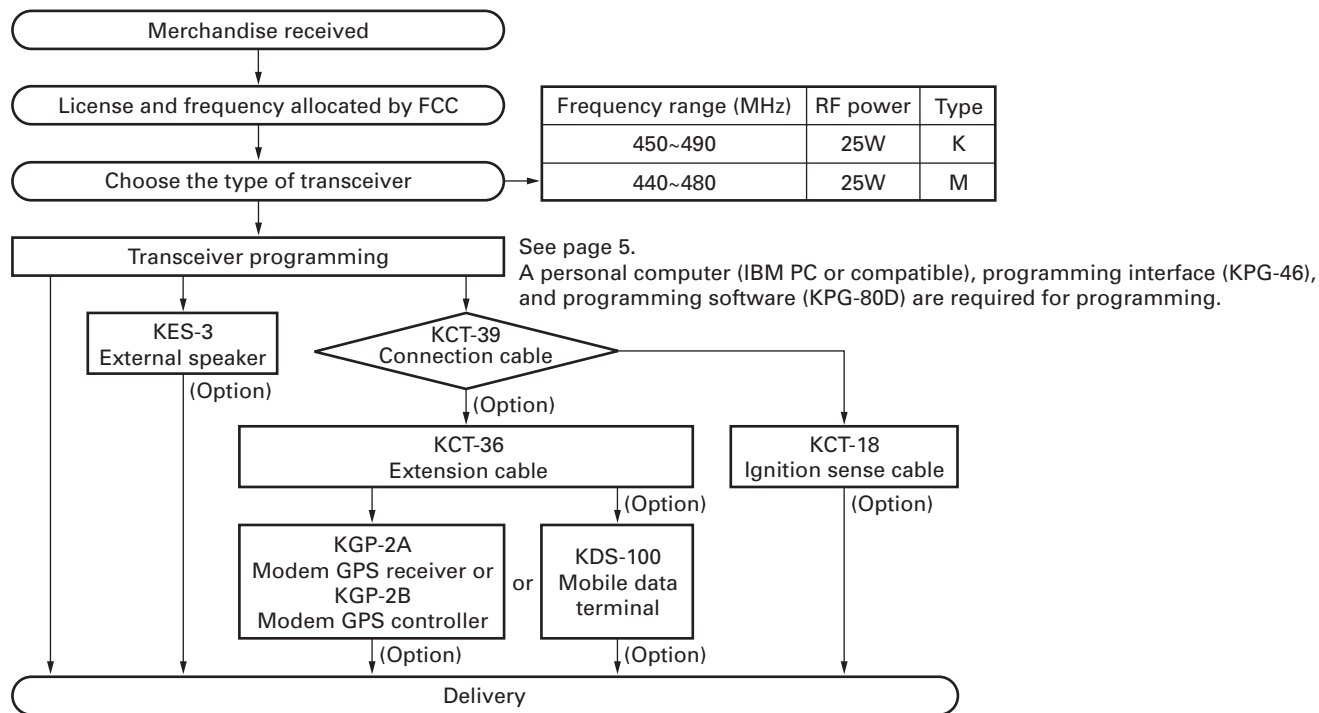 Merchandise received
License and frequency allocated by FCC
Choose the type of transceiver
Frequency range (MHz) RF power Type
450~490 25W K
440~480 25W M
Transceiver programming
See page 5.
A personal computer (IBM PC or compatible), programming interface (KPG-46),
and programming software (KPG-80D) are required for programming.
KES-3
External speaker
(Option)
KCT-39
Connection cable
(Option)
KCT-36
Extension cable
(Option)
KCT-18
Ignition sense cable
(Option)
KGP-2A
Modem GPS receiver or
KGP-2B
Modem GPS controller
(Option)
or
KDS-100
Mobile data
terminal
(Option)
Delivery